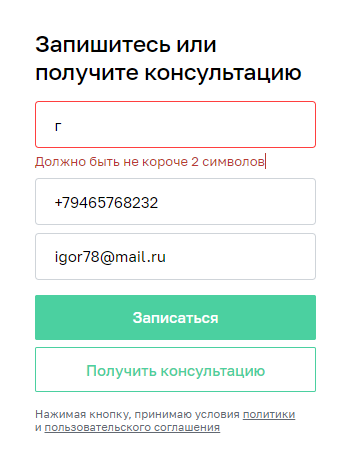 Запишитесь или
получите консультацию
г
Должно быть не короче 2 символов
+79465768232
igor78@mail.ru
Записаться
Получить консультацию
Нажимая кнопку, принимаю условия политики
и пользовательского соглашения